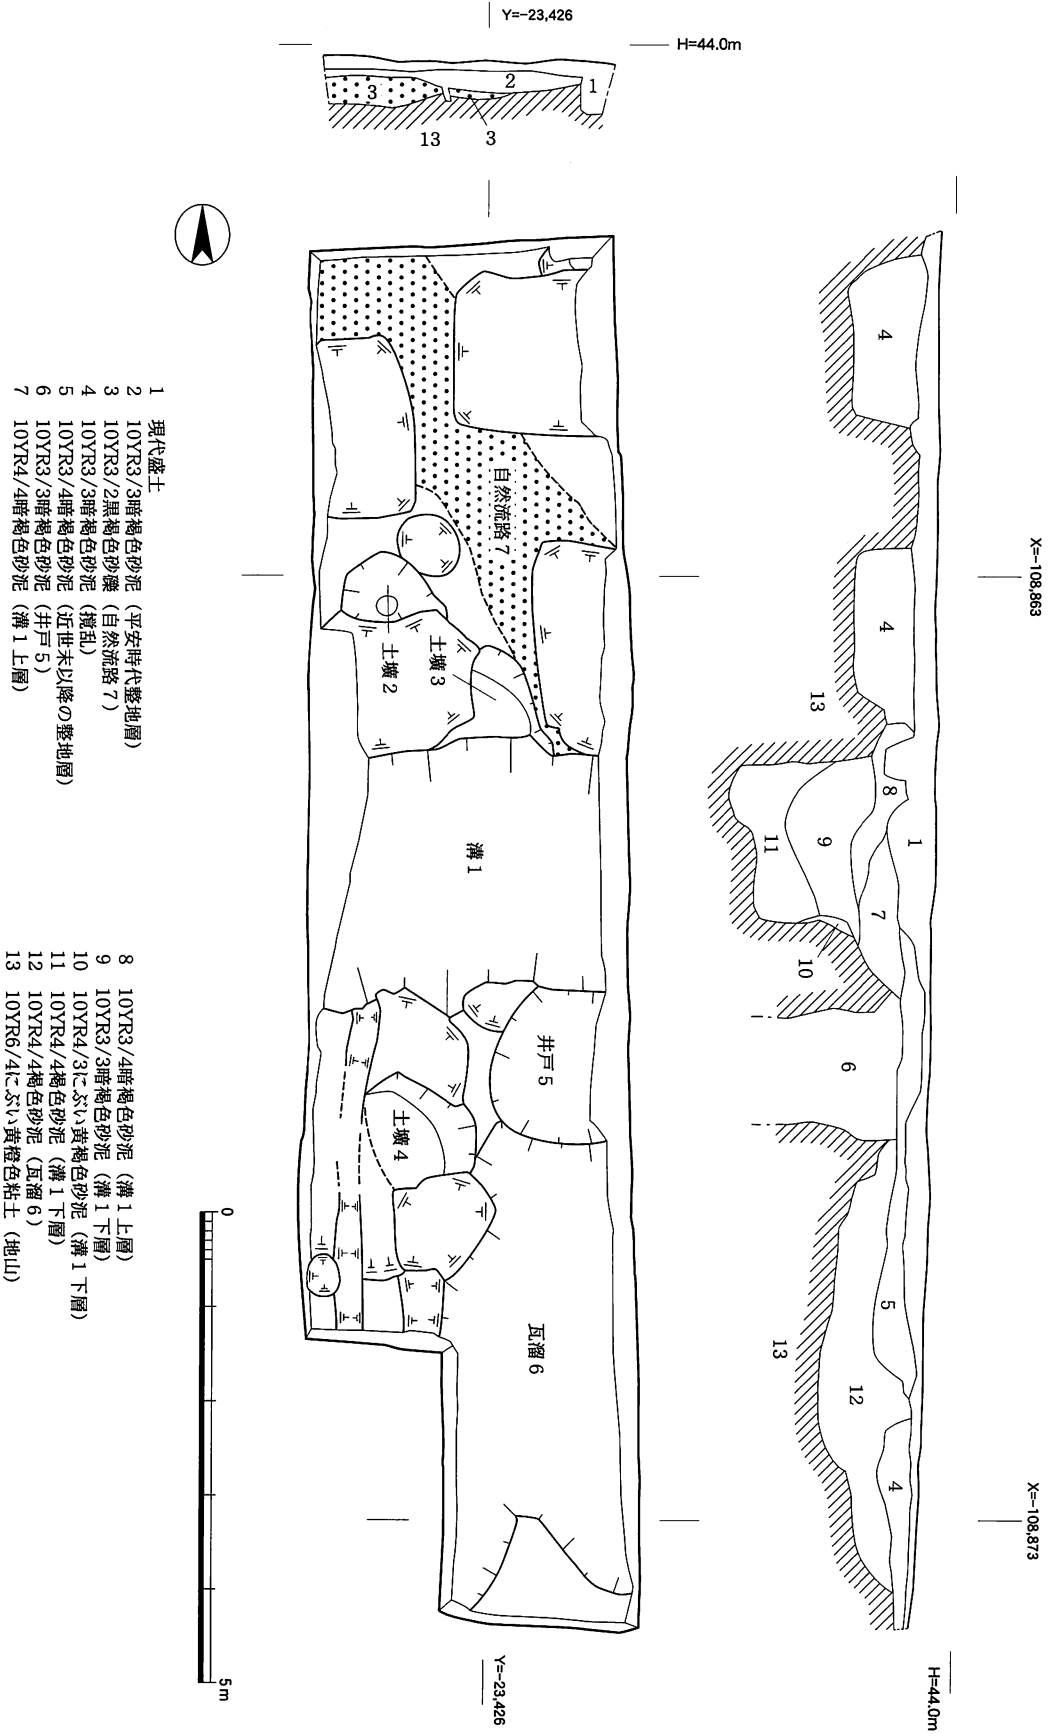 Y=-23,426
H=44.0m
1
2
3
3
13
自然流路7
土壙3
土壙2
溝1
井戸5
土壙4
瓦溜6
Y=-23,426
4
4
13
8
1
9
11
7
10
6
5
13
12
4
X=-108,863
X=-108,873
H=44.0m
1 現代盛土
2 10YR3/3暗褐色砂泥（平安時代整地層）
3 10YR3/2黒褐色砂礫（自然流路7）
4 10YR3/3暗褐色砂泥（撹乱）
5 10YR3/4暗褐色砂泥（近世末以降の整地層）
6 10YR3/3暗褐色砂泥（井戸5）
7 10YR4/4暗褐色砂泥（溝1上層）
8 10YR3/4暗褐色砂泥（溝1上層）
9 10YR3/3暗褐色砂泥（溝1下層）
10 10YR4/3にぶい黄褐色砂泥（溝1下層）
11 10YR4/4褐色砂泥（溝1下層）
12 10YR4/4褐色砂泥（瓦溜6）
13 10YR6/4にぶい黄橙色粘土（地山）
0
5m